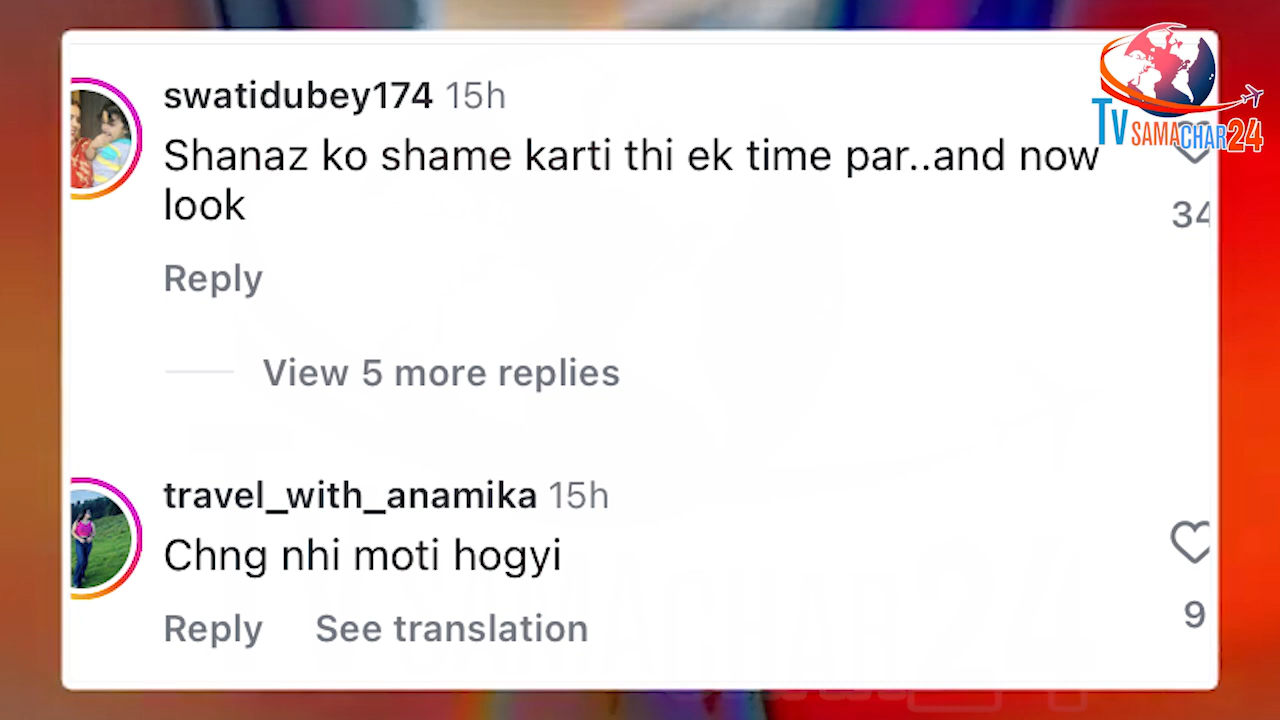 TV SAMACHAR24
swatidubey174 15h
Shanaz ko shame karti thi ek time par..and now
look
34
Reply
View 5 more replies
travel_with_anamika 15h
Chng nhi moti hogyi
9
Reply See translation